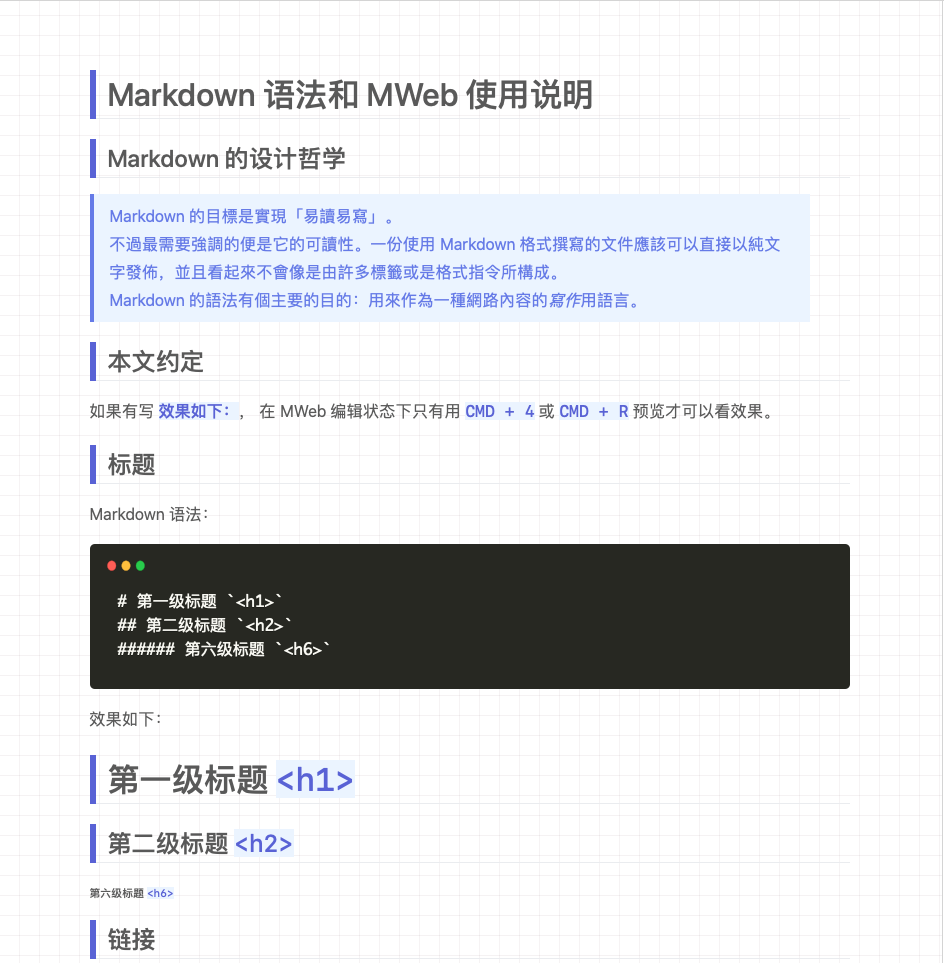 Markdown 语法和 MWeb 使用说明
Markdown 的设计哲学
Markdown 的目標是實現「易讀易寫」。
不過最需要強調的便是它的可讀性。一份使用 Markdown 格式撰寫的文件應該可以直接以純文
字發佈，並且看起來不會像是由許多標籤或是格式指令所構成。
Markdown 的語法有個主要的目的：用來作為一種網路內容的寫作用語言。
本文约定
如果有写 效果如下：， 在 MWeb 编辑状态下只有用 CMD + 4 或 CMD + R 预览才可以看效果。
标题
Markdown 语法：
# 第一级标题 `<h1>`
## 第二级标题 `<h2>`
###### 第六级标题 `<h6>`
效果如下：
第一级标题 <h1>
第二级标题 <h2>
第六级标题 <h6>
链接